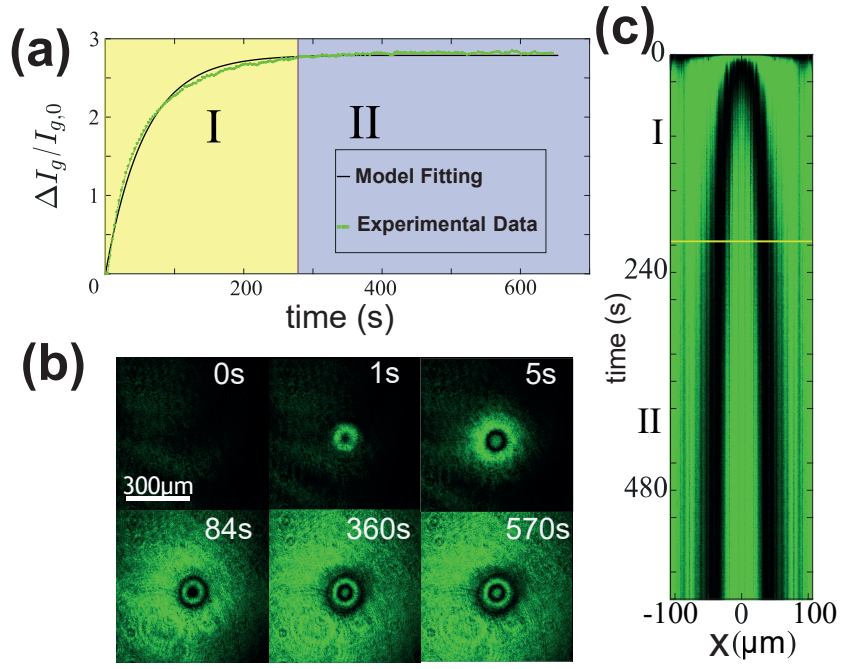 (a)
3
2
1
0
ΔI_g/I_{g,0}
I
II
Model Fitting
Experimental Data
0 200 400 600
time (s)
(b)
0s 1s 5s
300µm
84s 360s 570s
(c)
0
I
240
time (s)
II
480
-100 0 100
X(µm)